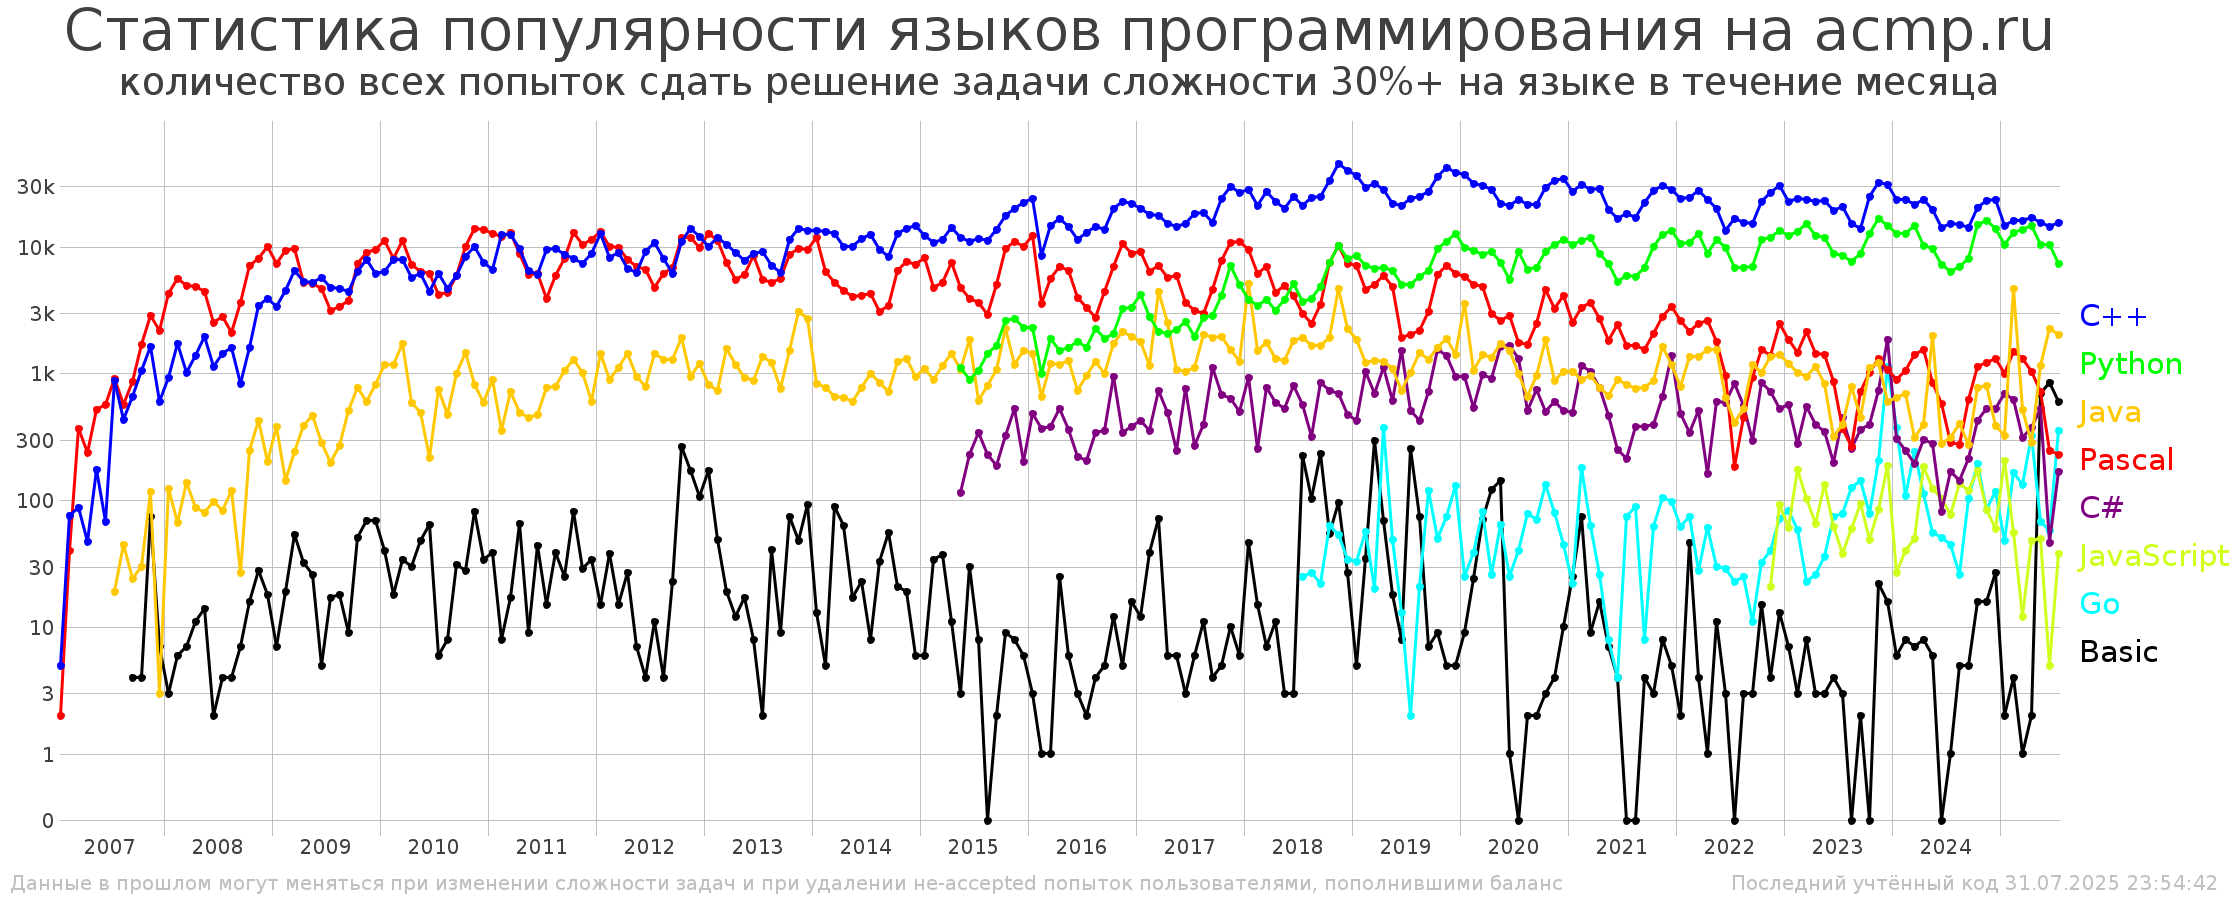 Статистика популярности языков программирования на acmp.ru
количество всех попыток сдать решение задачи сложности 30%+ на языке в течение месяца
30k
10k
3k
1k
300
100
30
10
3
1
0
C++
Python
Java
Pascal
C#
JavaScript
Go
Basic
2007 2008 2009 2010 2011 2012 2013 2014 2015 2016 2017 2018 2019 2020 2021 2022 2023 2024
Данные в прошлом могут меняться при изменении сложности задач и при удалении не-accepted попыток пользователями, пополнившими баланс
Последний учтённый код 31.07.2025 23:54:42